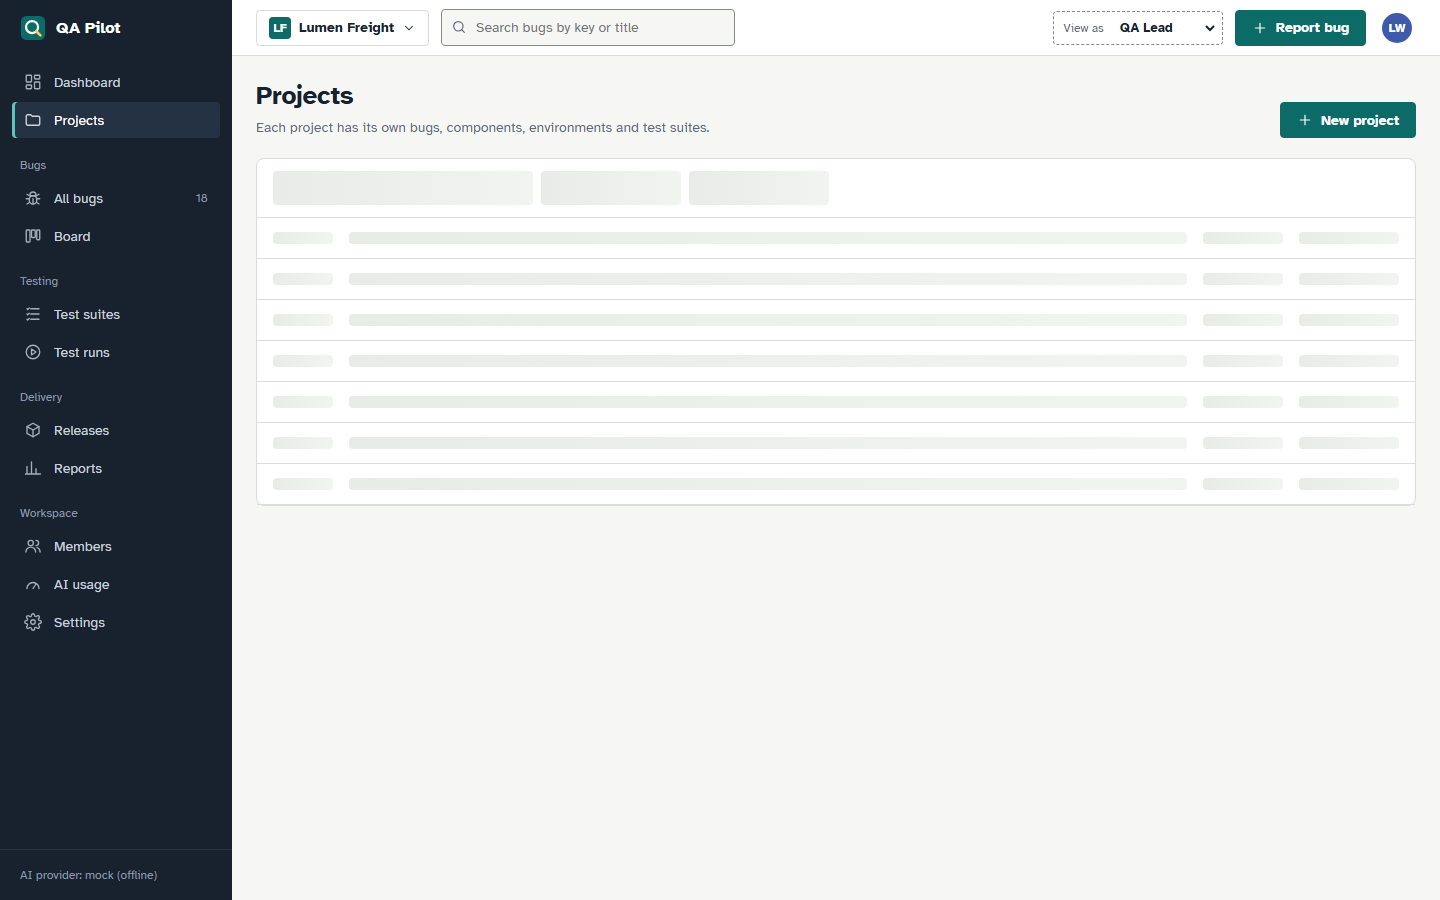 QA Pilot
LF Lumen Freight
Search bugs by key or title
View as QA Lead
Report bug
LW
Dashboard
Projects
Bugs
All bugs 18
Board
Testing
Test suites
Test runs
Delivery
Releases
Reports
Workspace
Members
AI usage
Settings
AI provider: mock (offline)
Projects
Each project has its own bugs, components, environments and test suites.
New project